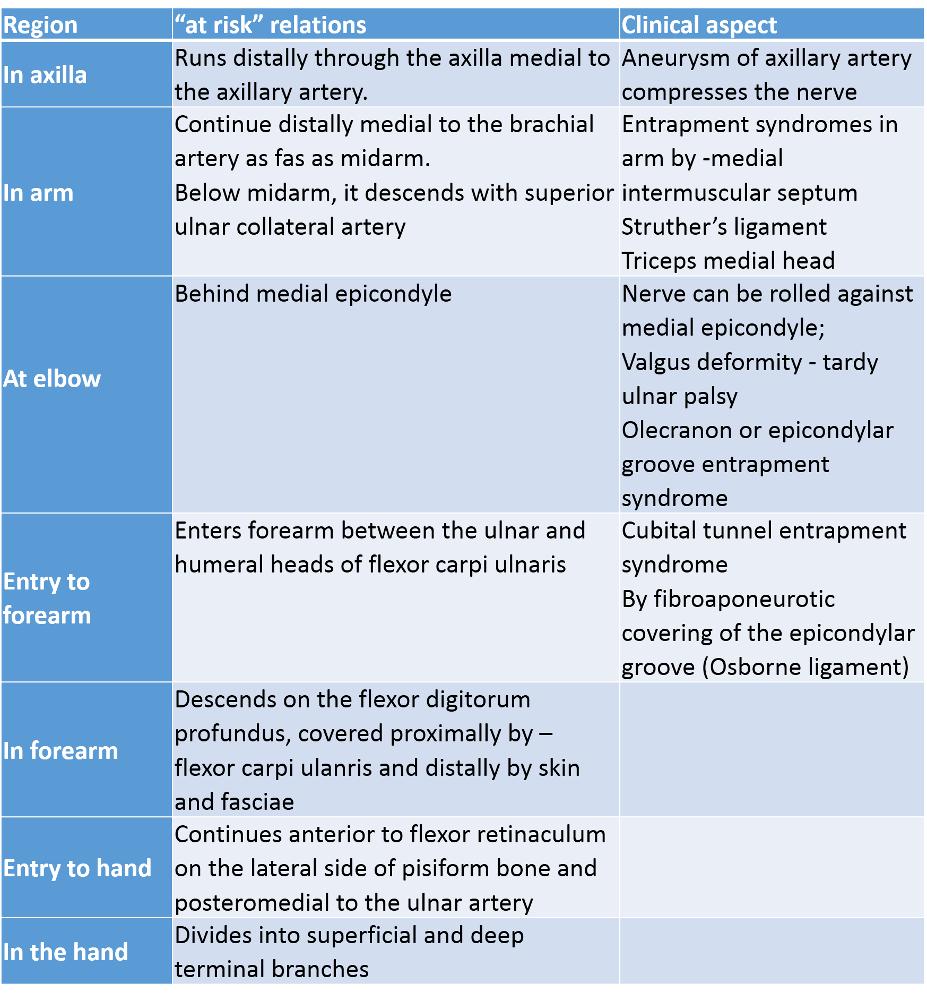 Region
“at risk” relations
Clinical aspect
In axilla
Runs distally through the axilla medial to
the axillary artery.
Aneurysm of axillary artery
compresses the nerve
In arm
Continue distally medial to the brachial
artery as fas as midarm.
Below midarm, it descends with superior
ulnar collateral artery
Entrapment syndromes in
arm by -medial
intermuscular septum
Struther’s ligament
Triceps medial head
At elbow
Behind medial epicondyle
Nerve can be rolled against
medial epicondyle;
Valgus deformity - tardy
ulnar palsy
Olecranon or epicondylar
groove entrapment
syndrome
Entry to
forearm
Enters forearm between the ulnar and
humeral heads of flexor carpi ulnaris
Cubital tunnel entrapment
syndrome
By fibroaponeurotic
covering of the epicondylar
groove (Osborne ligament)
In forearm
Descends on the flexor digitorum
profundus, covered proximally by –
flexor carpi ulanris and distally by skin
and fasciae
Entry to hand
Continues anterior to flexor retinaculum
on the lateral side of pisiform bone and
posteromedial to the ulnar artery
In the hand
Divides into superficial and deep
terminal branches